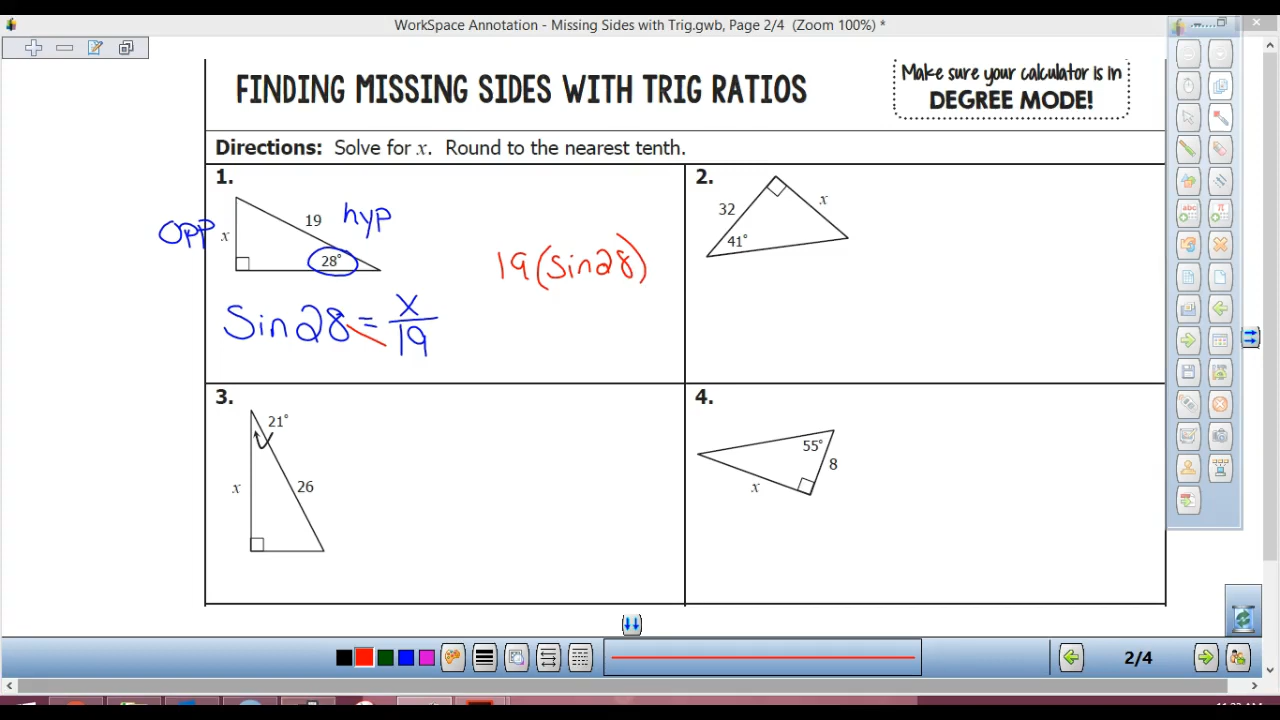 WorkSpace Annotation - Missing Sides with Trig.gwb, Page 2/4 (Zoom 100%) *
FINDING MISSING SIDES WITH TRIG RATIOS
Make sure your calculator is in
DEGREE MODE!
Directions: Solve for x. Round to the nearest tenth.
1.
19
hyp
opp
x
28°
19(sin28)
Sin28 = x/19
2.
32
x
41°
3.
21°
x
26
4.
55°
8
x
abc
π
2/4